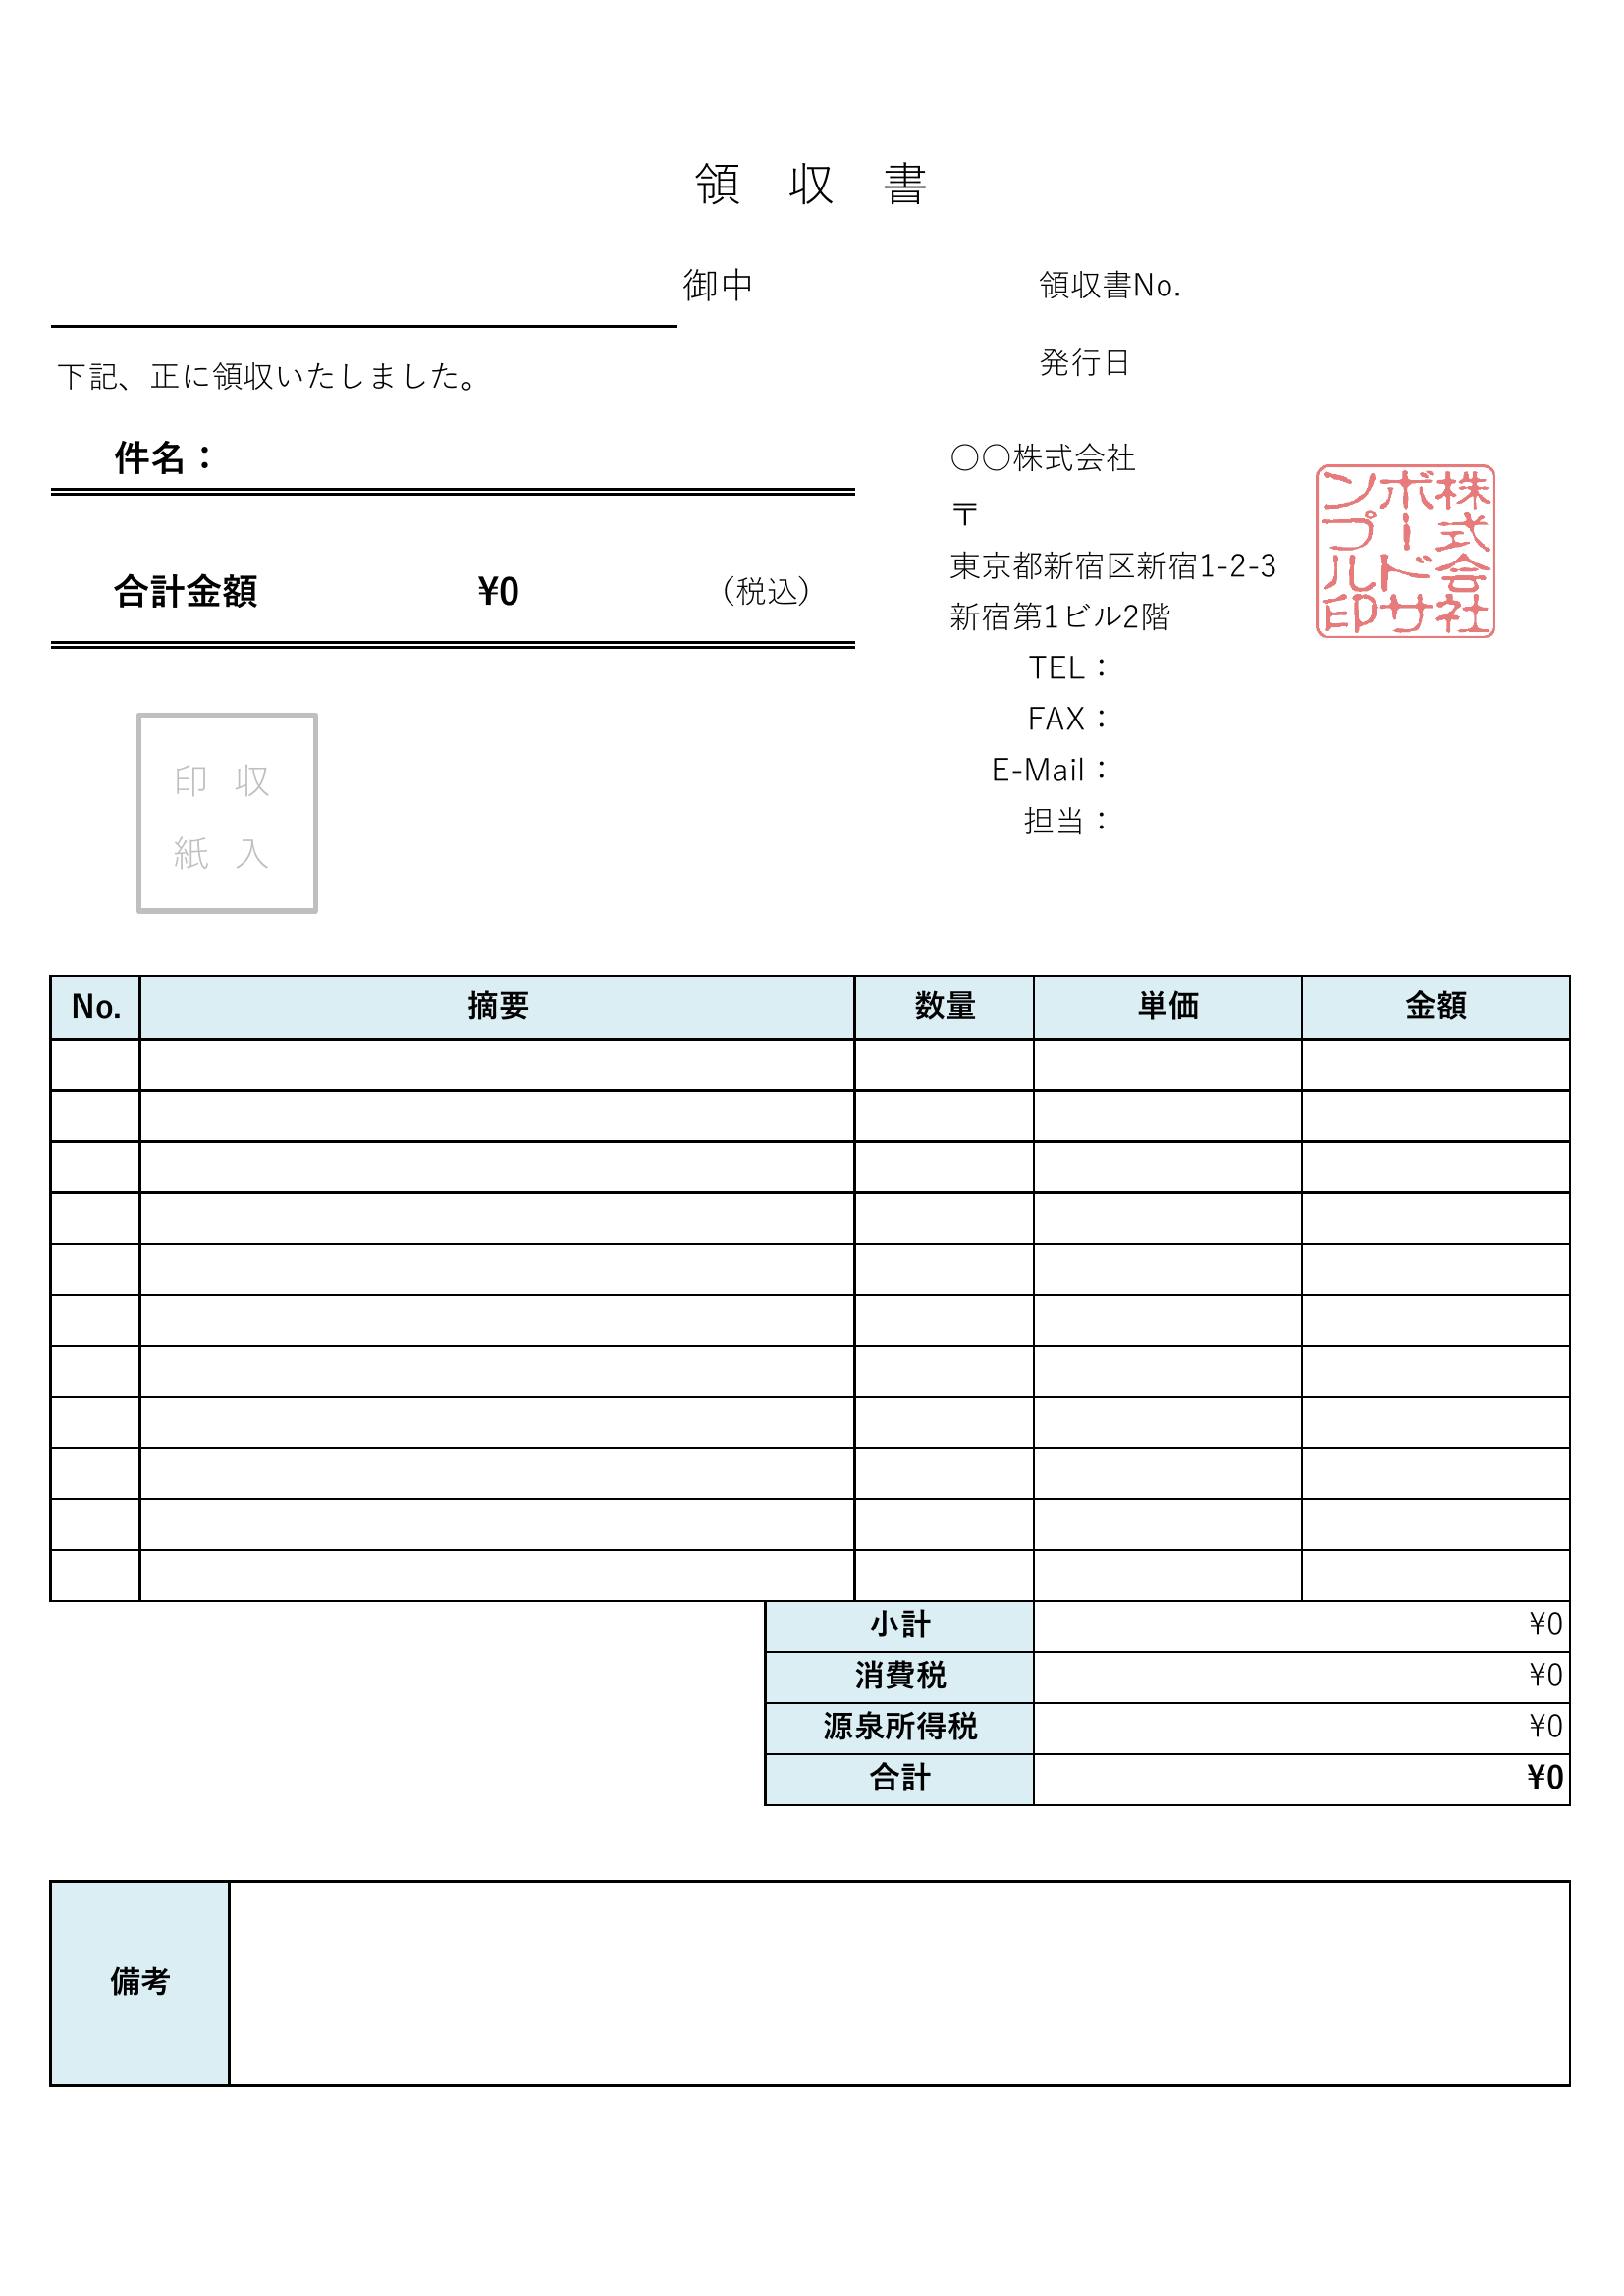 領 収 書
御中
領収書No.
発行日
下記、正に領収いたしました。
件名：
合計金額 ¥0 （税込）
○○株式会社
〒
東京都新宿区新宿1-2-3
新宿第1ビル2階
TEL：
FAX：
E-Mail：
担当：
株式会社
ボードサ
ンプル印
収入
印紙
No. 摘要 数量 単価 金額
小計 ¥0
消費税 ¥0
源泉所得税 ¥0
合計 ¥0
備考